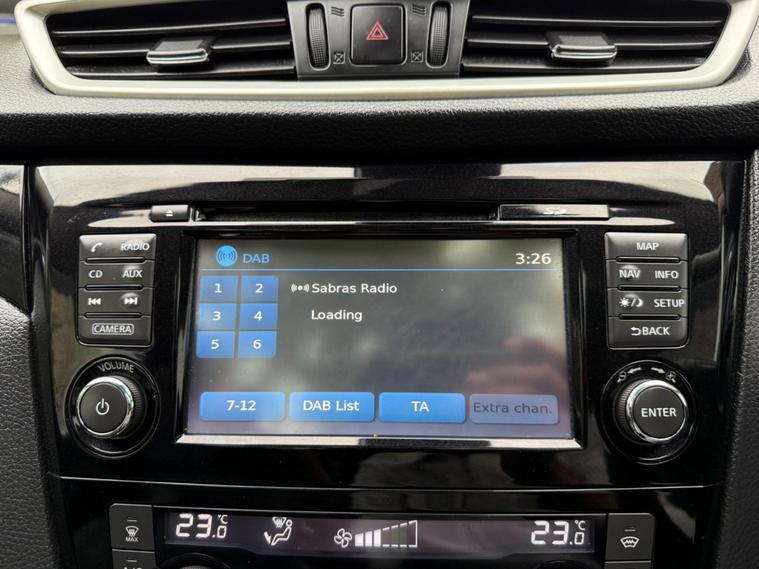 SD
RADIO
CD AUX
CAMERA
VOLUME
DAB 3:26
1 2 Sabras Radio
3 4 Loading
5 6
7-12 DAB List TA Extra chan.
MAP
NAV INFO
SETUP
BACK
ENTER
MAX
23.0 °C
23.0 °C